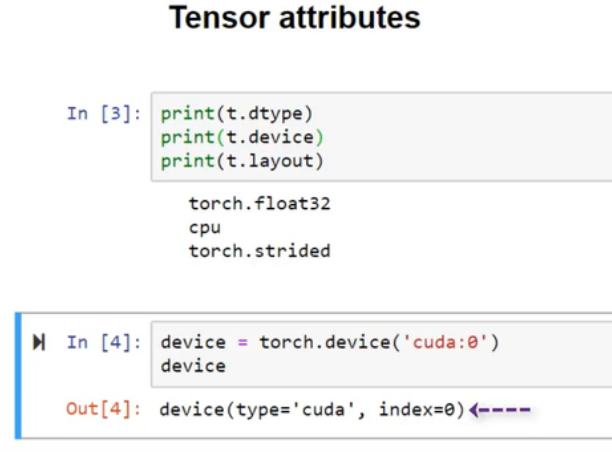 Tensor attributes
In [3]: print(t.dtype)
print(t.device)
print(t.layout)
torch.float32
cpu
torch.strided
In [4]: device = torch.device('cuda:0')
device
Out[4]: device(type='cuda', index=0)